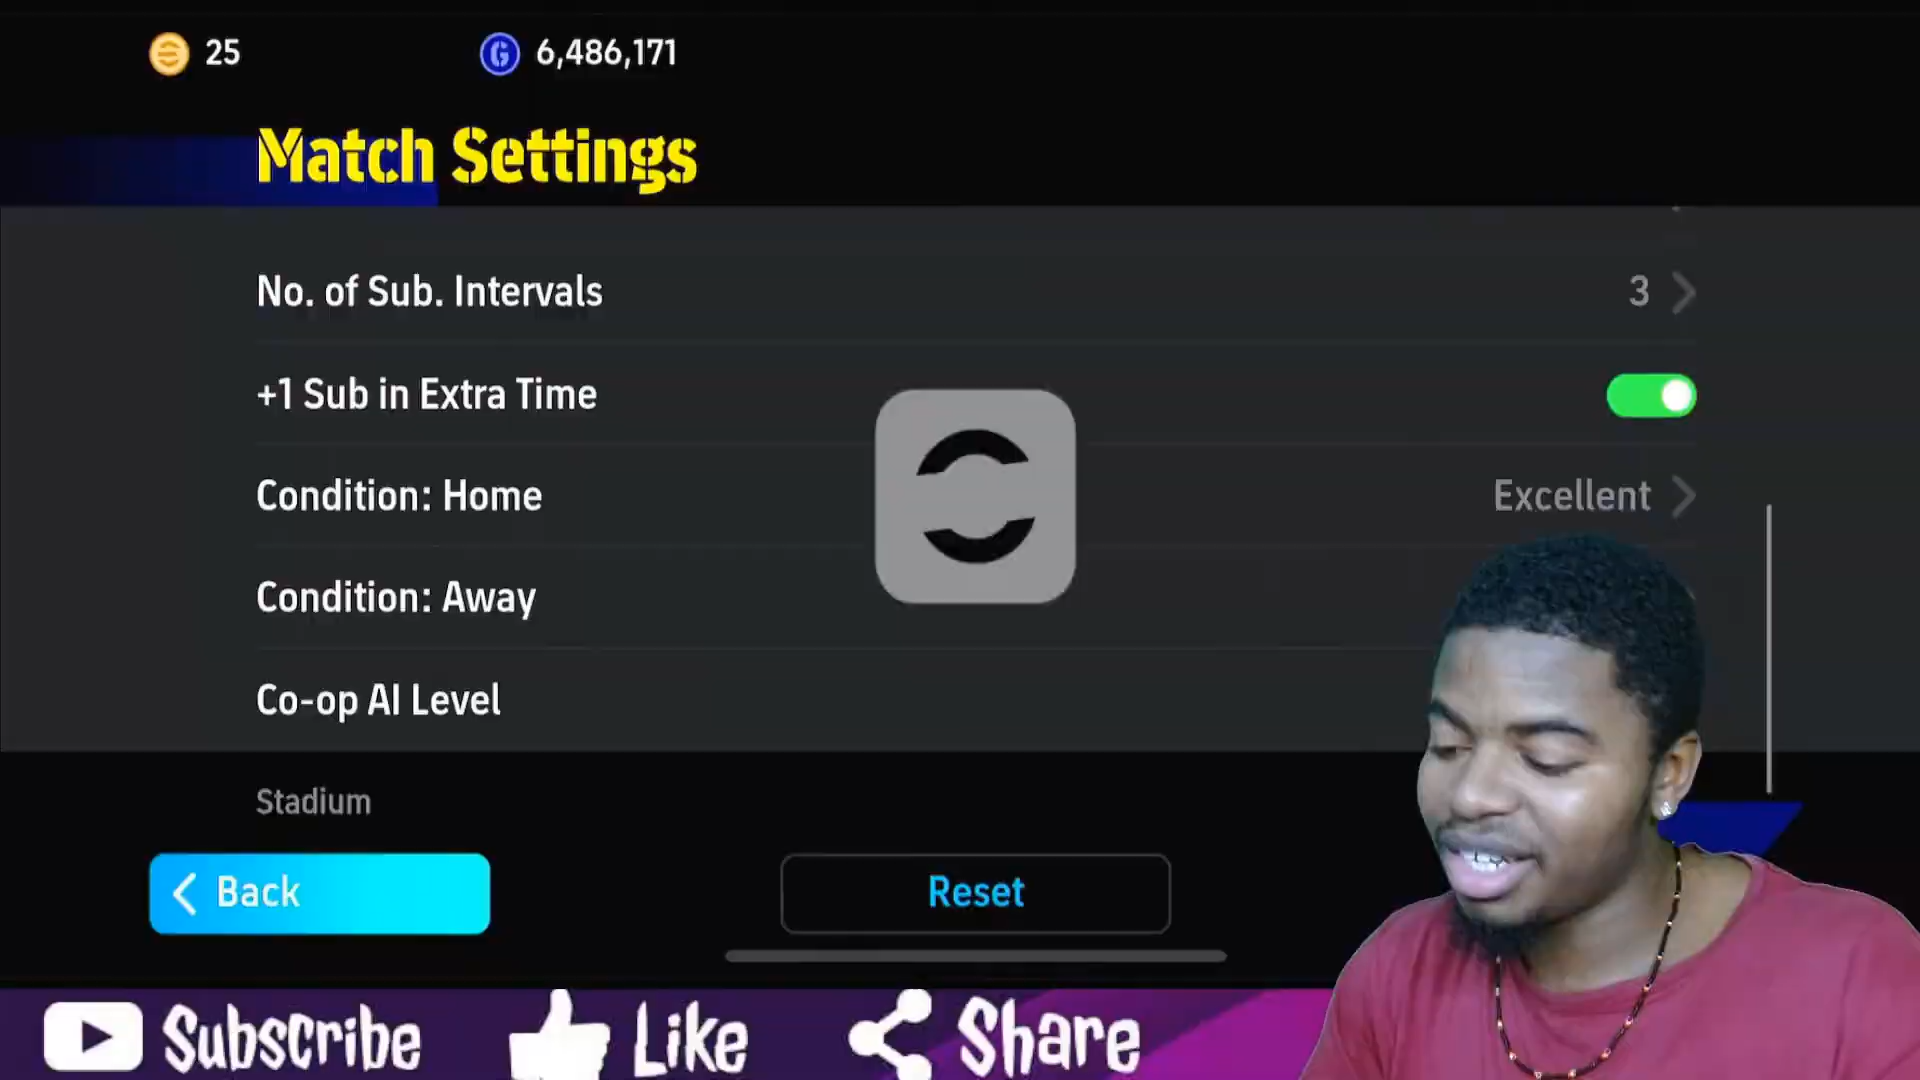 25
6,486,171
Match Settings
No. of Sub. Intervals
3
+1 Sub in Extra Time
Condition: Home
Excellent
Condition: Away
Co-op AI Level
Stadium
Back
Reset
Subscribe
Like
Share